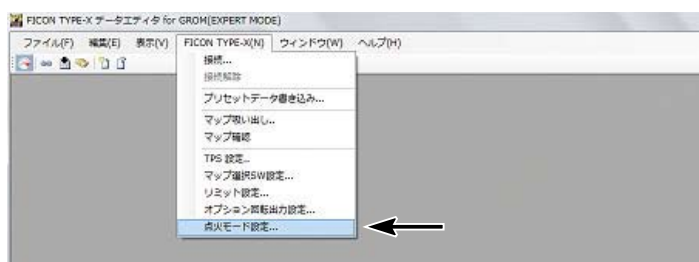 FICON TYPE-X データエディタ for GROM(EXPERT MODE)
ファイル(F) 編集(E) 表示(V) FICON TYPE-X(N) ウィンドウ(W) ヘルプ(H)
接続...
接続解除
プリセットデータ書き込み...
マップ吸い出し...
マップ確認
TPS 設定...
マップ選択SW設定...
リミット設定...
オプション回転出力設定...
点火モード設定...